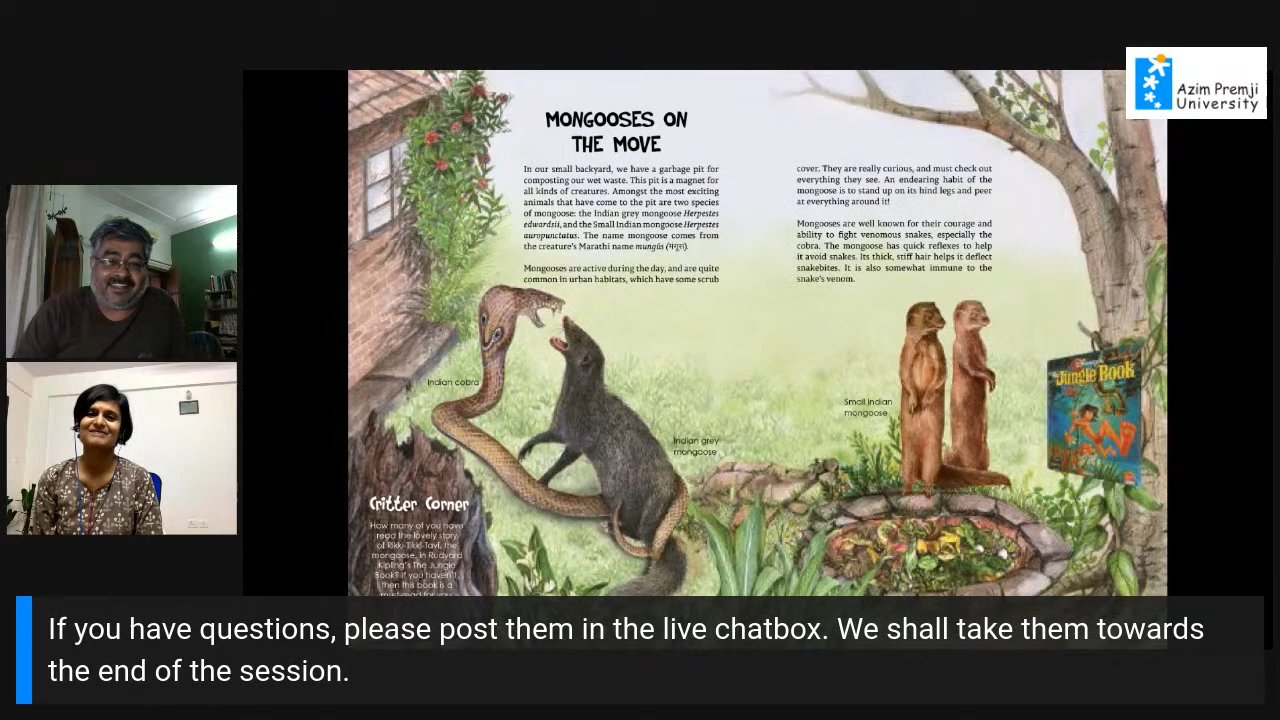 Azim Premji
University
MONGOOSES ON
THE MOVE
In our small backyard, we have a garbage pit for
composting our wet waste. This pit is a magnet for
all kinds of creatures. Amongst the most exciting
animals that have come to the pit are two species
of mongoose: the Indian grey mongoose Herpestes
edwardsii, and the Small Indian mongoose Herpestes
auropunctatus. The name mongoose comes from
the creature's Marathi name mungūs (मंगूस).
Mongooses are active during the day, and are quite
common in urban habitats, which have some scrub
cover. They are really curious, and must check out
everything they see. An endearing habit of the
mongoose is to stand up on its hind legs and peer
at everything around it!
Mongooses are well known for their courage and
ability to fight venomous snakes, especially the
cobra. The mongoose has quick reflexes to help
it avoid snakes. Its thick, stiff hair helps it deflect
snakebites. It is also somewhat immune to the
snake's venom.
Indian cobra
Indian grey
mongoose
Small Indian
mongoose
Jungle Book
Critter Corner
How many of you have
read the lovely story
of Rikki-Tikki-Tavi, the
mongoose, in Rudyard
Kipling's The Jungle
Book? If you haven't,
then this book is a
must-read for you.
If you have questions, please post them in the live chatbox. We shall take them towards
the end of the session.